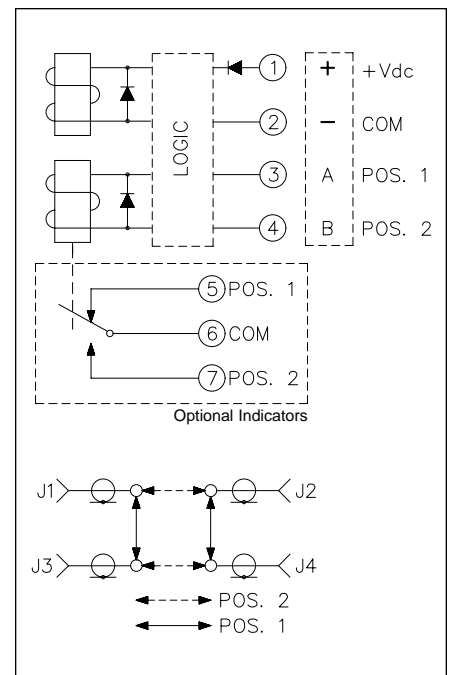 1 + +Vdc
2 − COM
LOGIC
3 A POS. 1
4 B POS. 2
5 POS. 1
6 COM
7 POS. 2
Optional Indicators
J1 J2
J3 J4
POS. 2
POS. 1